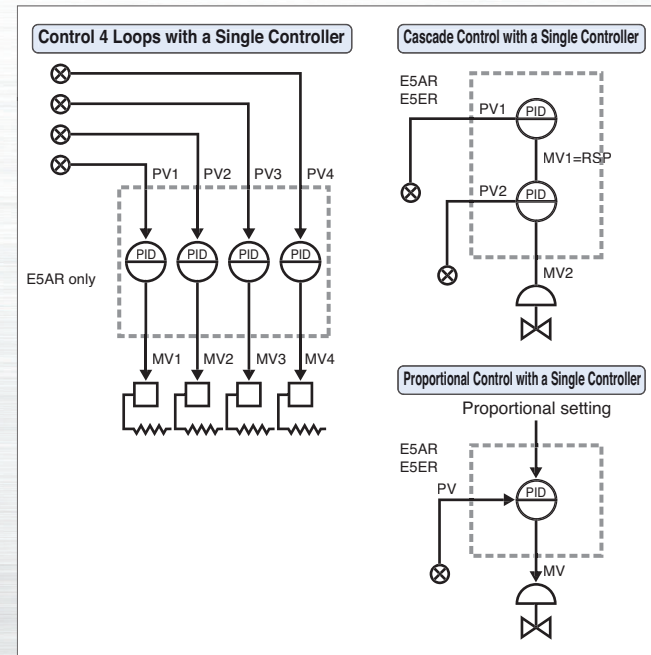 Control 4 Loops with a Single Controller
PV1 PV2 PV3 PV4
PID PID PID PID
E5AR only
MV1 MV2 MV3 MV4
Cascade Control with a Single Controller
E5AR
E5ER
PV1
PID
MV1=RSP
PV2
PID
MV2
Proportional Control with a Single Controller
Proportional setting
E5AR
E5ER
PV
PID
MV